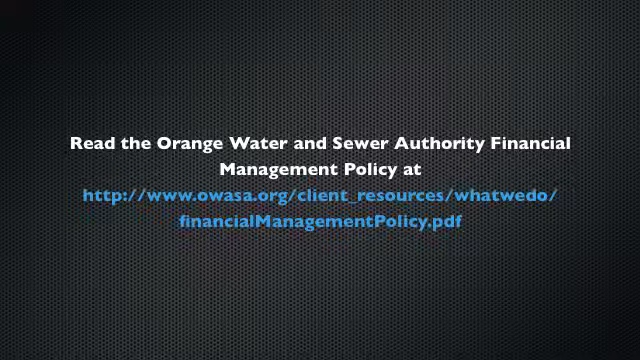 Read the Orange Water and Sewer Authority Financial
Management Policy at
http://www.owasa.org/client_resources/whatwedo/
financialManagementPolicy.pdf